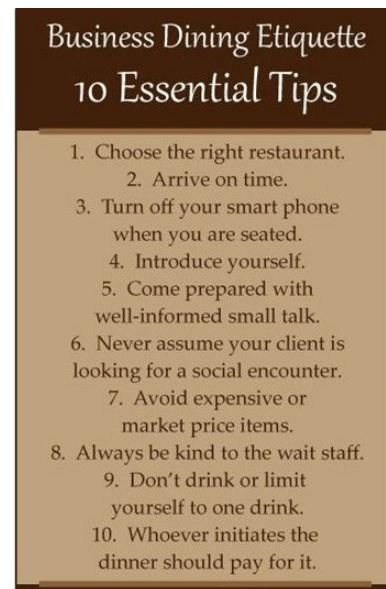 Business Dining Etiquette
10 Essential Tips
1. Choose the right restaurant.
2. Arrive on time.
3. Turn off your smart phone
when you are seated.
4. Introduce yourself.
5. Come prepared with
well-informed small talk.
6. Never assume your client is
looking for a social encounter.
7. Avoid expensive or
market price items.
8. Always be kind to the wait staff.
9. Don't drink or limit
yourself to one drink.
10. Whoever initiates the
dinner should pay for it.